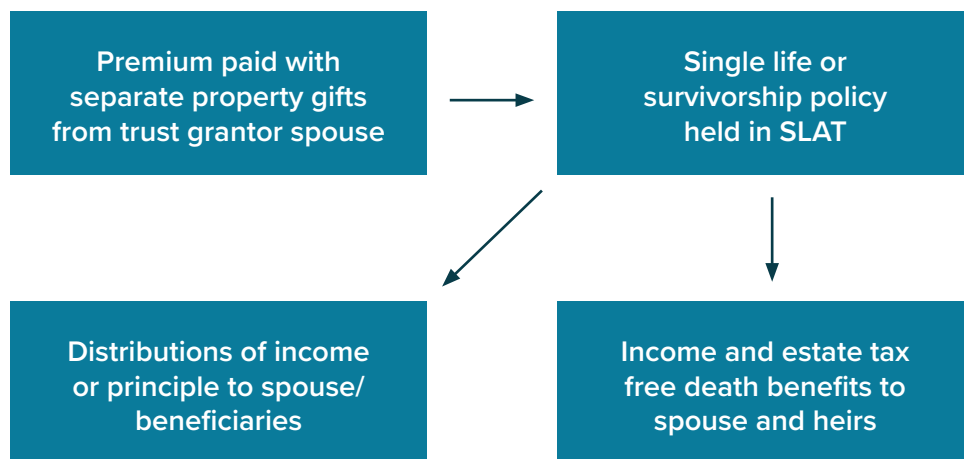 Premium paid with
separate property gifts
from trust grantor spouse
Single life or
survivorship policy
held in SLAT
Distributions of income
or principle to spouse/
beneficiaries
Income and estate tax
free death benefits to
spouse and heirs